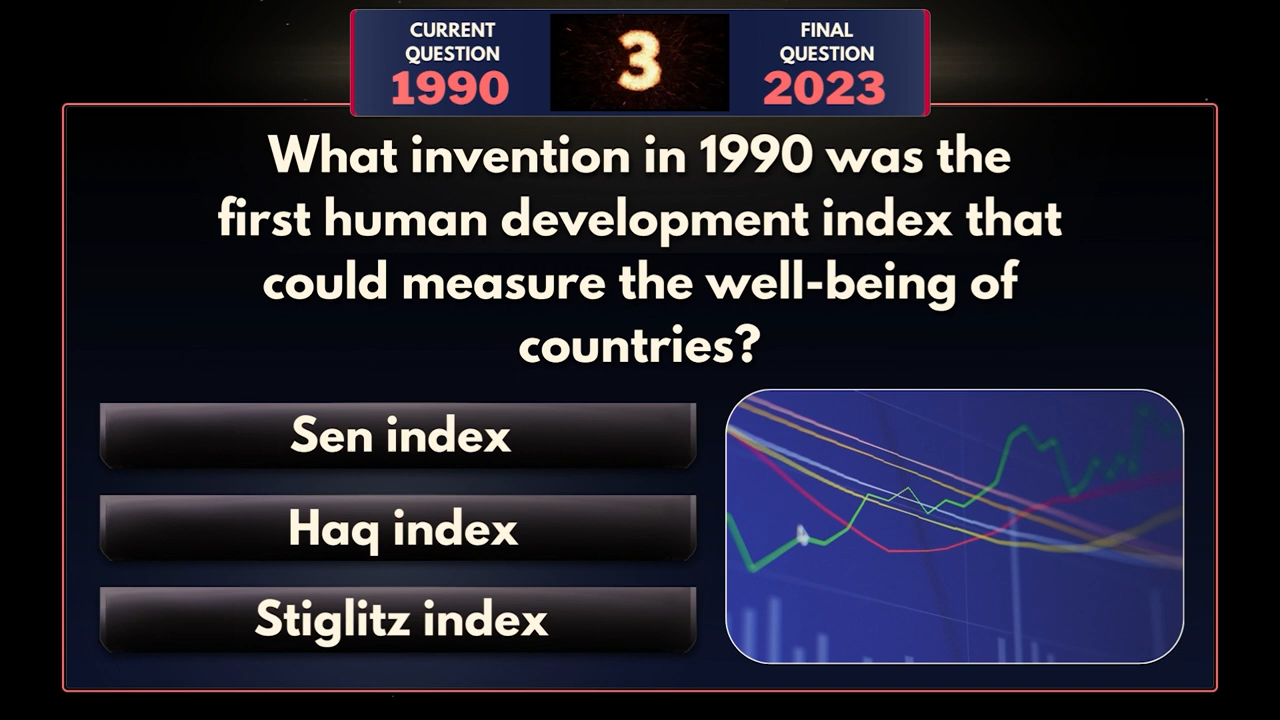 CURRENT
QUESTION
1990
3
FINAL
QUESTION
2023
What invention in 1990 was the
first human development index that
could measure the well-being of
countries?
Sen index
Haq index
Stiglitz index